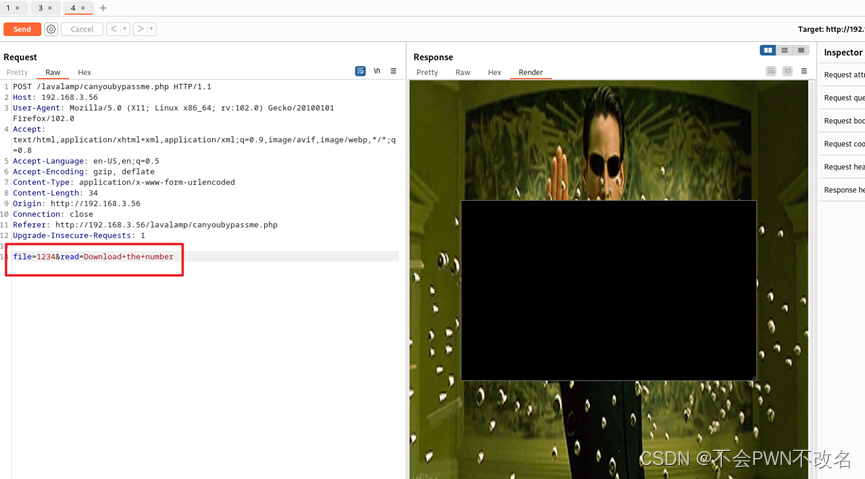 1 × 3 × 4 × +
Send Cancel < > Target: http://192.
Request
Pretty Raw Hex \n
1 POST /lavalamp/canyoubypassme.php HTTP/1.1
2 Host: 192.168.3.56
3 User-Agent: Mozilla/5.0 (X11; Linux x86_64; rv:102.0) Gecko/20100101
Firefox/102.0
4 Accept:
text/html,application/xhtml+xml,application/xml;q=0.9,image/avif,image/webp,*/*;q
=0.8
5 Accept-Language: en-US,en;q=0.5
6 Accept-Encoding: gzip, deflate
7 Content-Type: application/x-www-form-urlencoded
8 Content-Length: 34
9 Origin: http://192.168.3.56
10 Connection: close
11 Referer: http://192.168.3.56/lavalamp/canyoubypassme.php
12 Upgrade-Insecure-Requests: 1
file=1234&read=Download+the+number
Response
Pretty Raw Hex Render \n
Inspector
Request att
Request que
Request bod
Request coo
Request hea
Response he
CSDN @不会PWN不改名